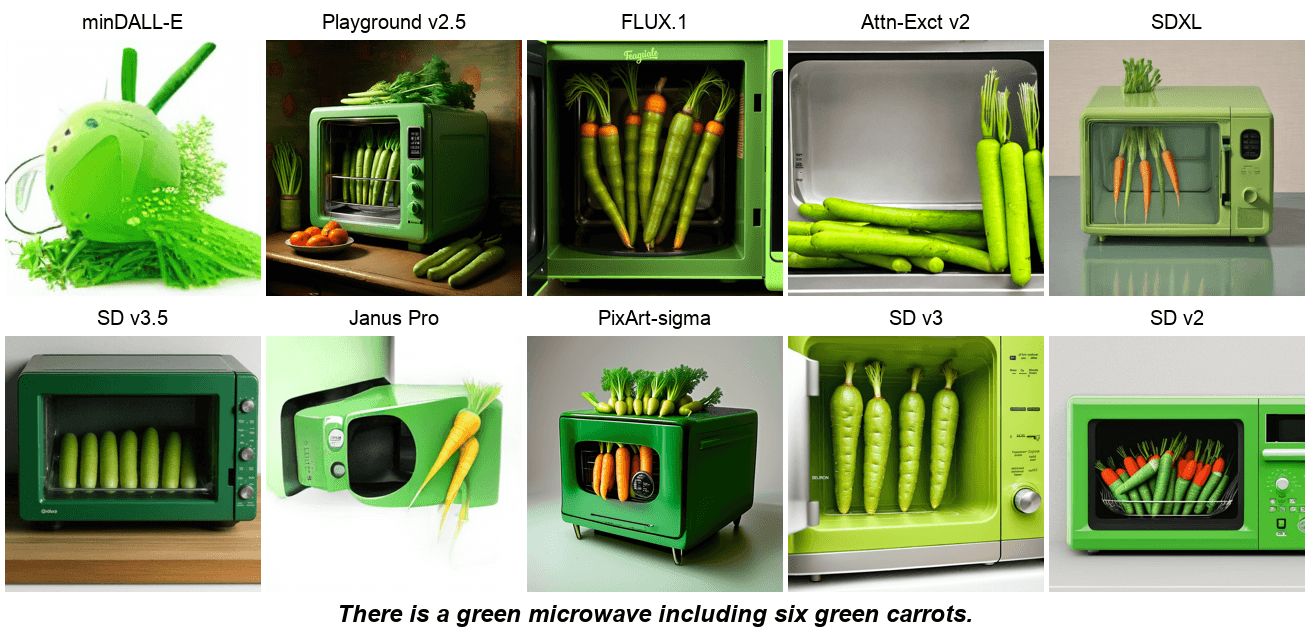 minDALL-E
Playground v2.5
FLUX.1
Attn-Exct v2
SDXL
SD v3.5
Janus Pro
PixArt-sigma
SD v3
SD v2
There is a green microwave including six green carrots.